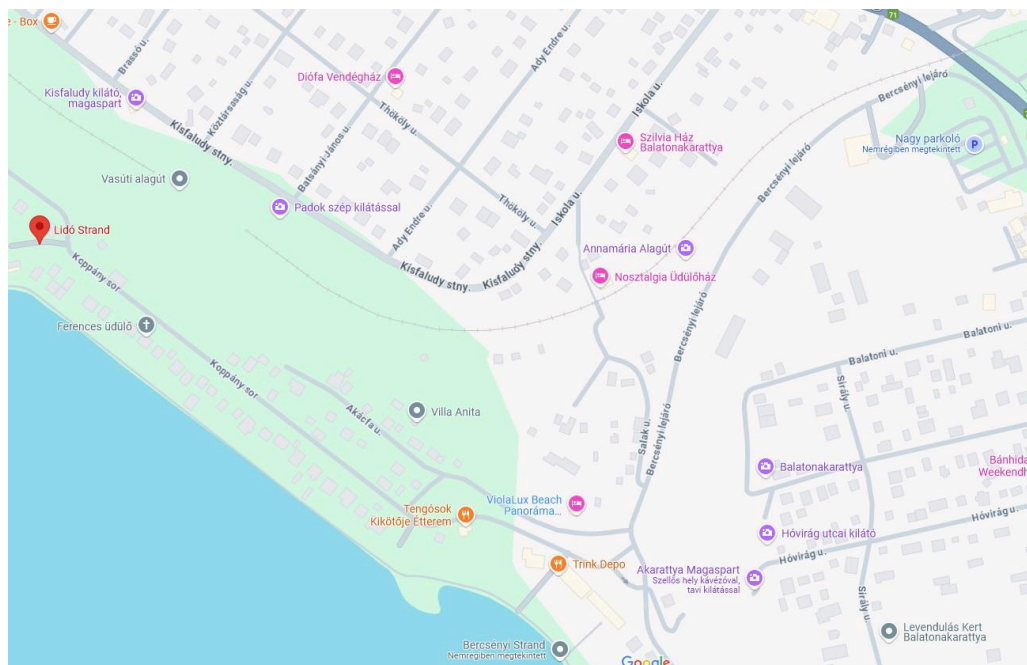 e - Box
71
Brassó u.
Kisfaludy kilátó,
magaspart
Köztársaság u.
Diófa Vendégház
Ady Endre u.
Iskola u.
Bercsényi lejáró
Thököly u.
Kisfaludy stny.
Batsányi János u.
Szilvia Ház
Balatonakarattya
Nagy parkoló
Nemrégiben megtekintett
P
Vasúti alagút
Padok szép kilátással
Ady Endre u.
Thököly u.
Iskola u.
Bercsényi lejáró
Lidó Strand
Kisfaludy stny.
Kisfaludy stny.
Annamária Alagút
Nosztalgia Üdülőház
Koppány sor
Ferences üdülő
Bercsényi lejáró
Balatoni u.
Balatoni u.
Koppány sor
Akácfa u.
Villa Anita
Sirály u.
Salak u.
Bercsényi lejáró
Balatonakarattya
Bánhida
Weekendh
ViolaLux Beach
Panoráma...
Tengősok
Kikötője Étterem
Hóvirág utcai kilátó
Hóvirág u.
Hóvirág u.
Trink Depo
Akarattya Magaspart
Szellős hely kávézóval,
tavi kilátással
Sirály u.
Levendulás Kert
Balatonakarattya
Bercsényi Strand
Nemrégiben megtekintett
Google